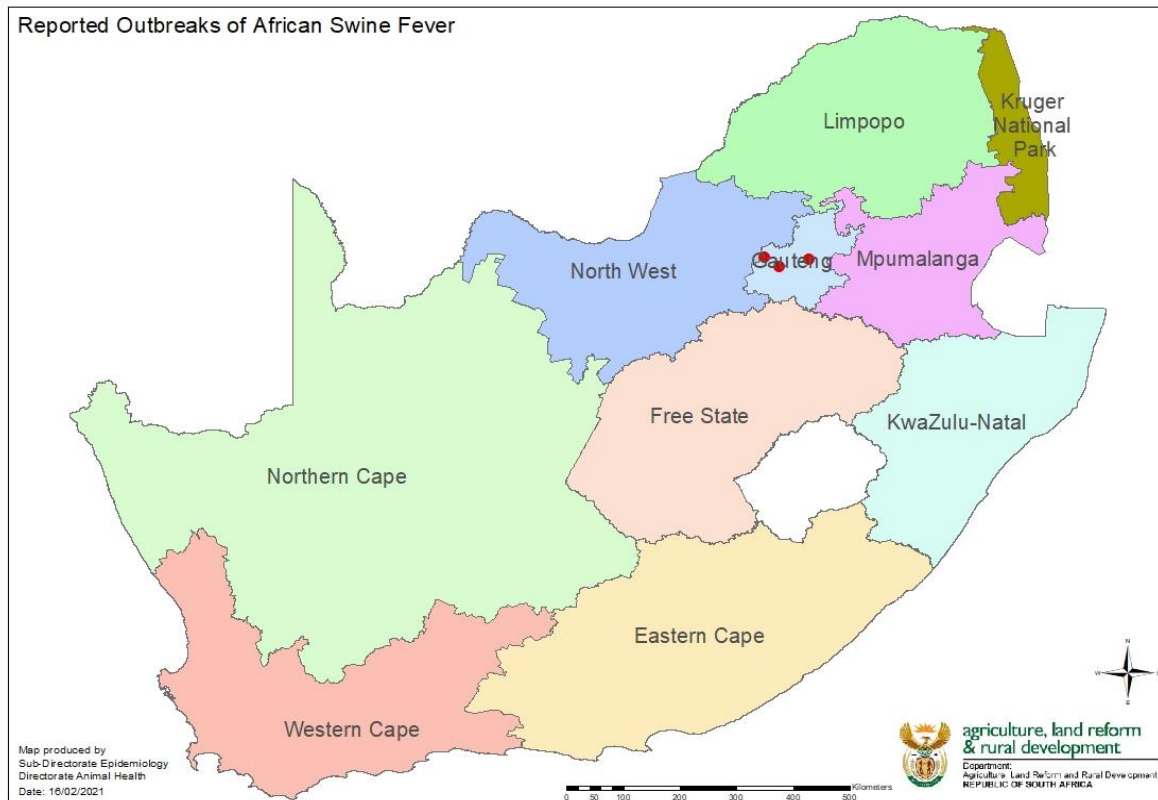 Reported Outbreaks of African Swine Fever
Limpopo
Kruger
National
Park
North West
Gauteng
Mpumalanga
Free State
KwaZulu-Natal
Northern Cape
Eastern Cape
Western Cape
N
W
S
Map produced by
Sub-Directorate Epidemiology
Directorate Animal Health
Date: 16/02/2021
Kilometers
0 50 100 200 300 400 500
agriculture, land reform
& rural development
Department:
Agriculture, Land Reform and Rural Development
REPUBLIC OF SOUTH AFRICA